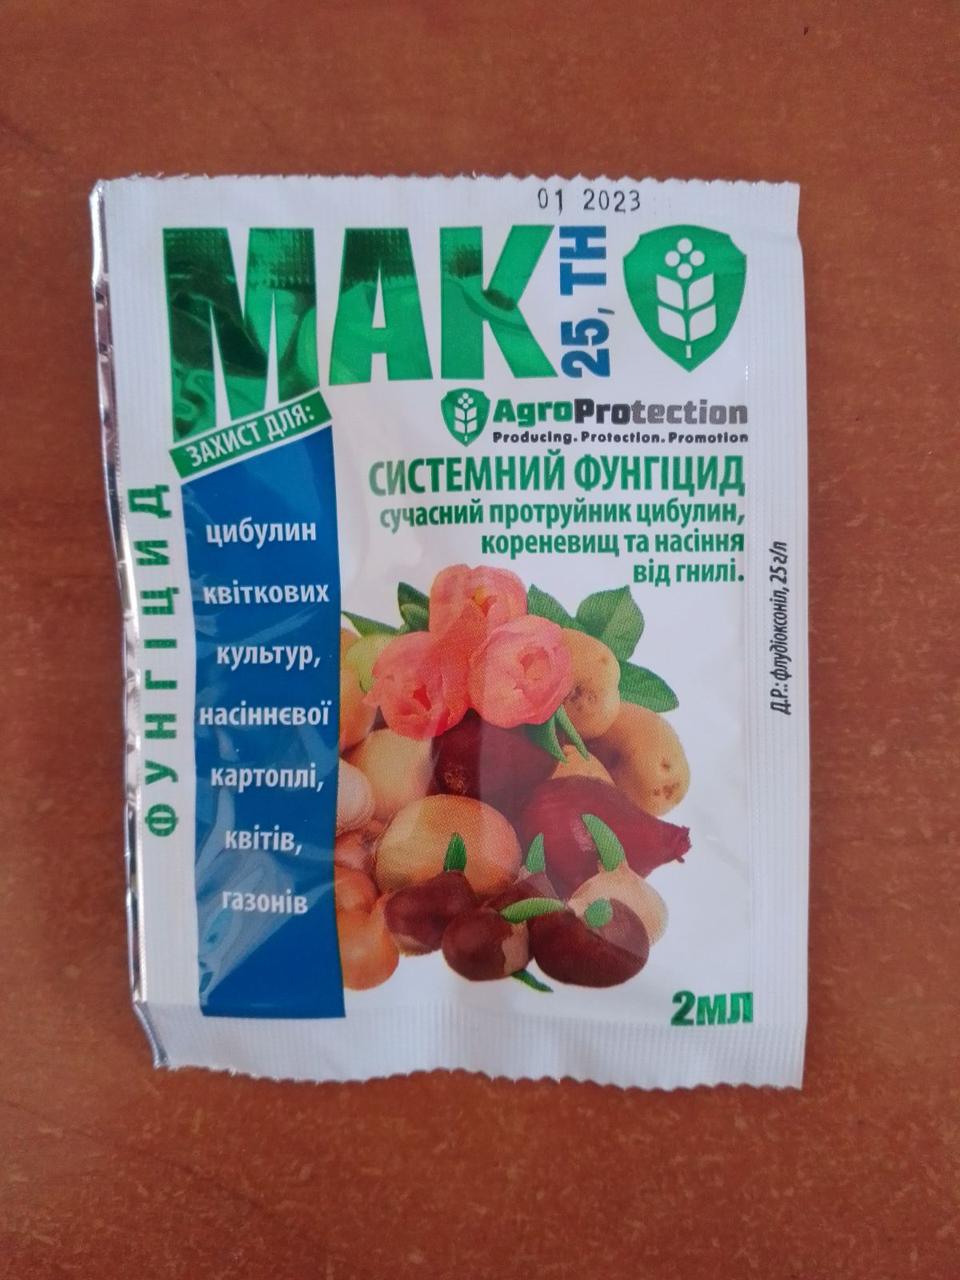 01 2023
МАК
25, ТН
AgroProtection
Producing. Protection. Promotion
ЗАХИСТ ДЛЯ:
СИСТЕМНИЙ ФУНГІЦИД
сучасний протруйник цибулин,
кореневищ та насіння
від гнилі.
ФУНГІЦИД
цибулин
квіткових
культур,
насіннєвої
картоплі,
квітів,
газонів
Д.Р.: флудіоксоніл, 25 г/л
2МЛ